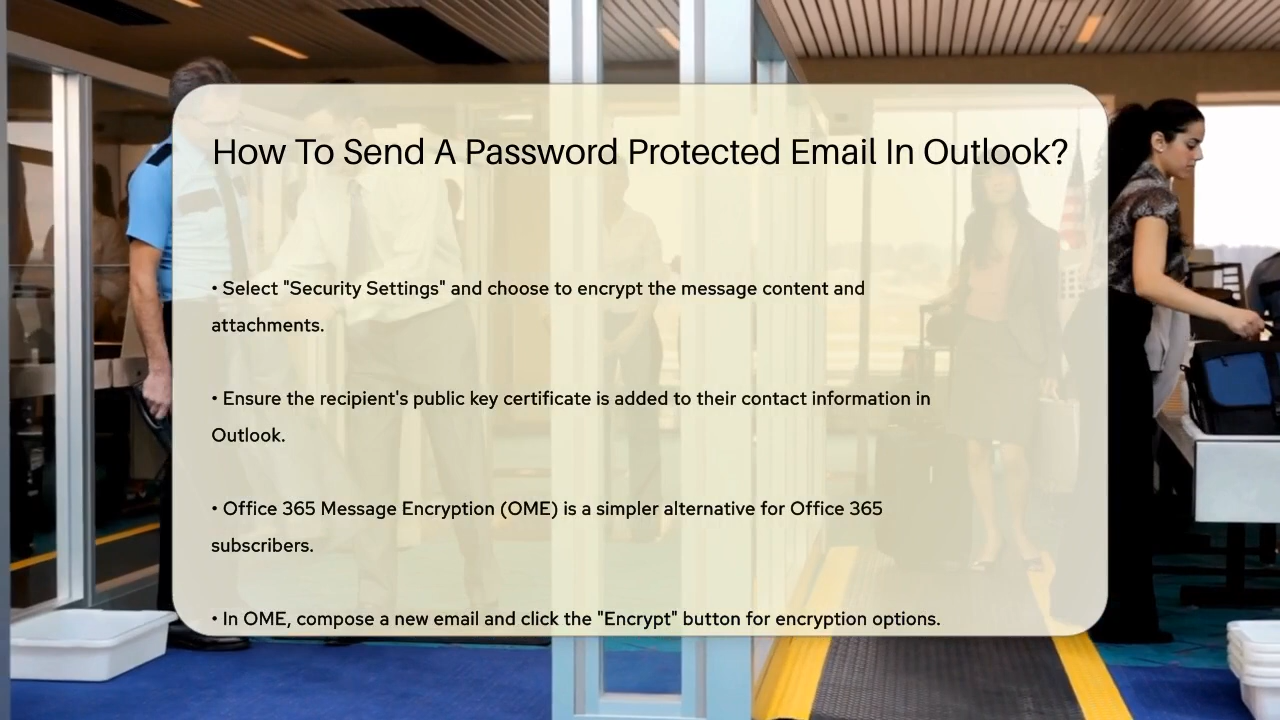 How To Send A Password Protected Email In Outlook?
• Select "Security Settings" and choose to encrypt the message content and
attachments.
• Ensure the recipient's public key certificate is added to their contact information in
Outlook.
• Office 365 Message Encryption (OME) is a simpler alternative for Office 365
subscribers.
• In OME, compose a new email and click the "Encrypt" button for encryption options.